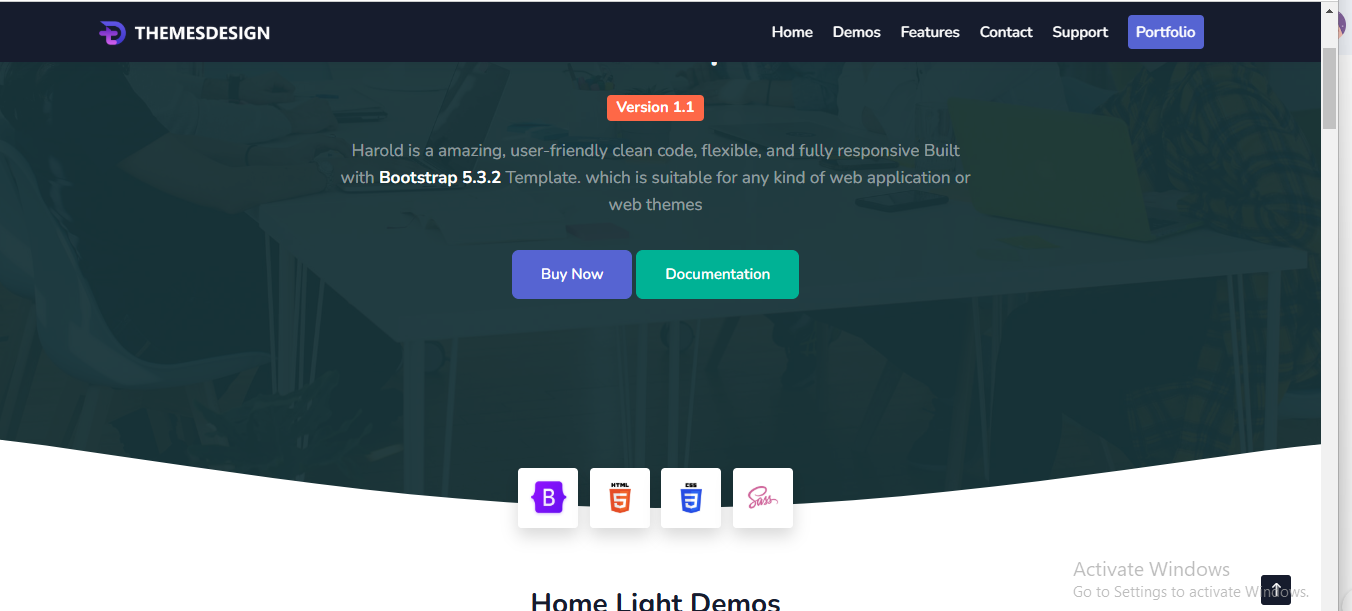 THEMESDESIGN
Home Demos Features Contact Support Portfolio
Version 1.1
Harold is a amazing, user-friendly clean code, flexible, and fully responsive Built
with Bootstrap 5.3.2 Template. which is suitable for any kind of web application or
web themes
Buy Now Documentation
B HTML 5 CSS 3 Sass
Home Light Demos
Activate Windows
Go to Settings to activate Windows.